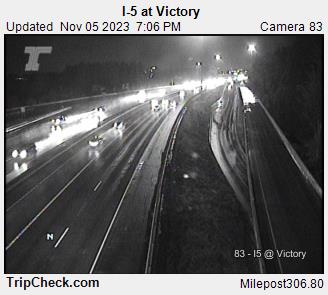 I-5 at Victory
Updated Nov 05 2023 7:06 PM Camera 83
T
N
83 - I5 @ Victory
TripCheck.com Milepost306.80